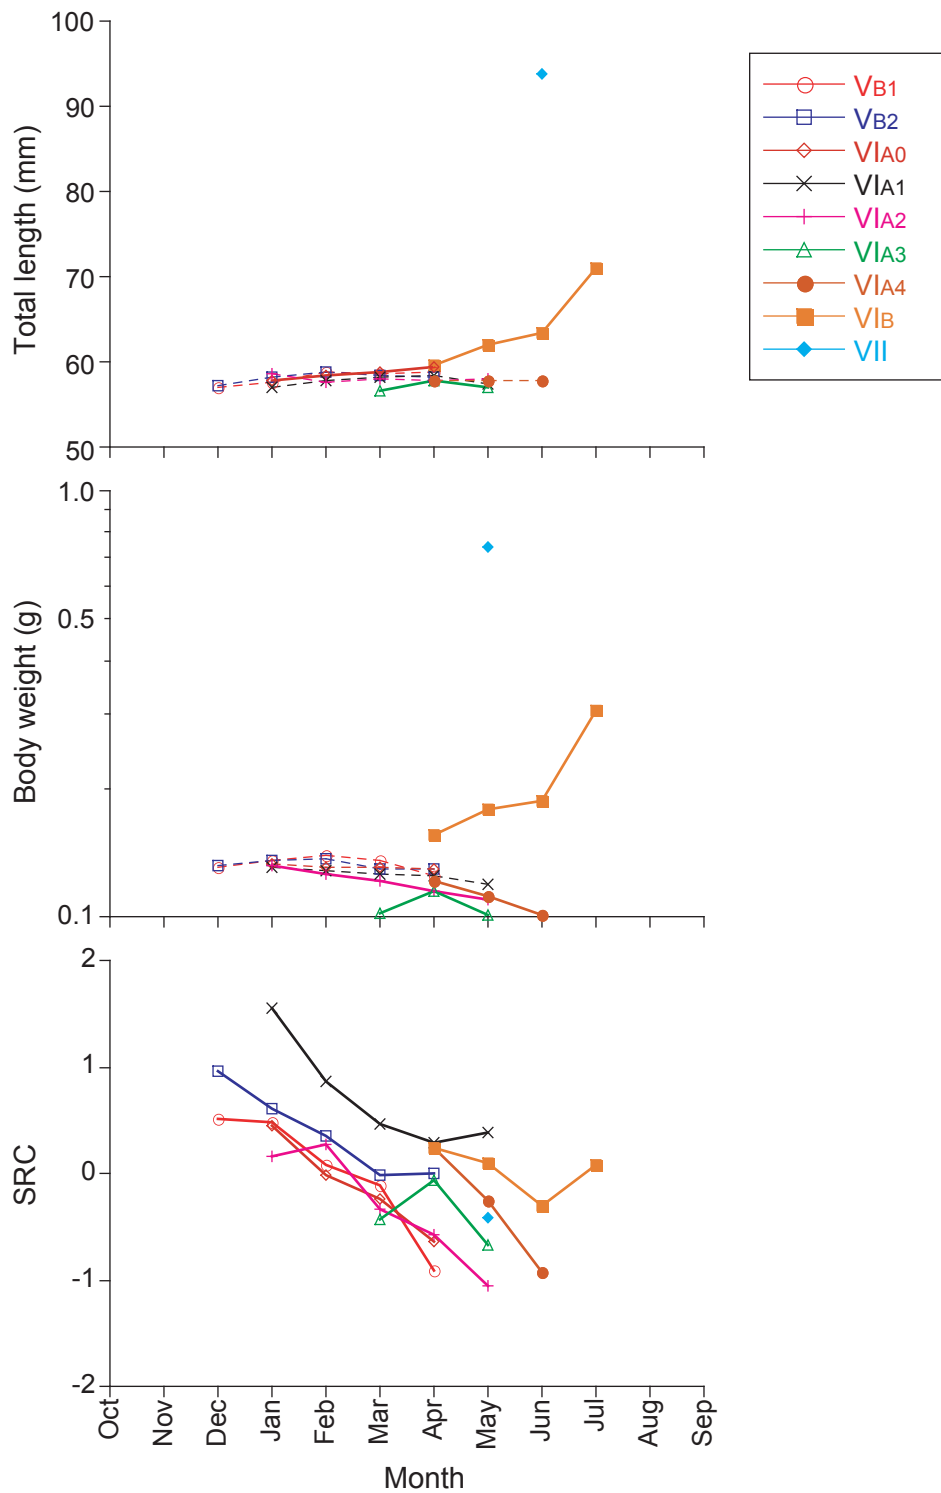 100
90
80
70
60
50
Total length (mm)
VB1
VB2
VIA0
VIA1
VIA2
VIA3
VIA4
VIB
VII
1.0
0.5
0.1
Body weight (g)
2
1
0
-1
-2
SRC
Oct Nov Dec Jan Feb Mar Apr May Jun Jul Aug Sep
Month